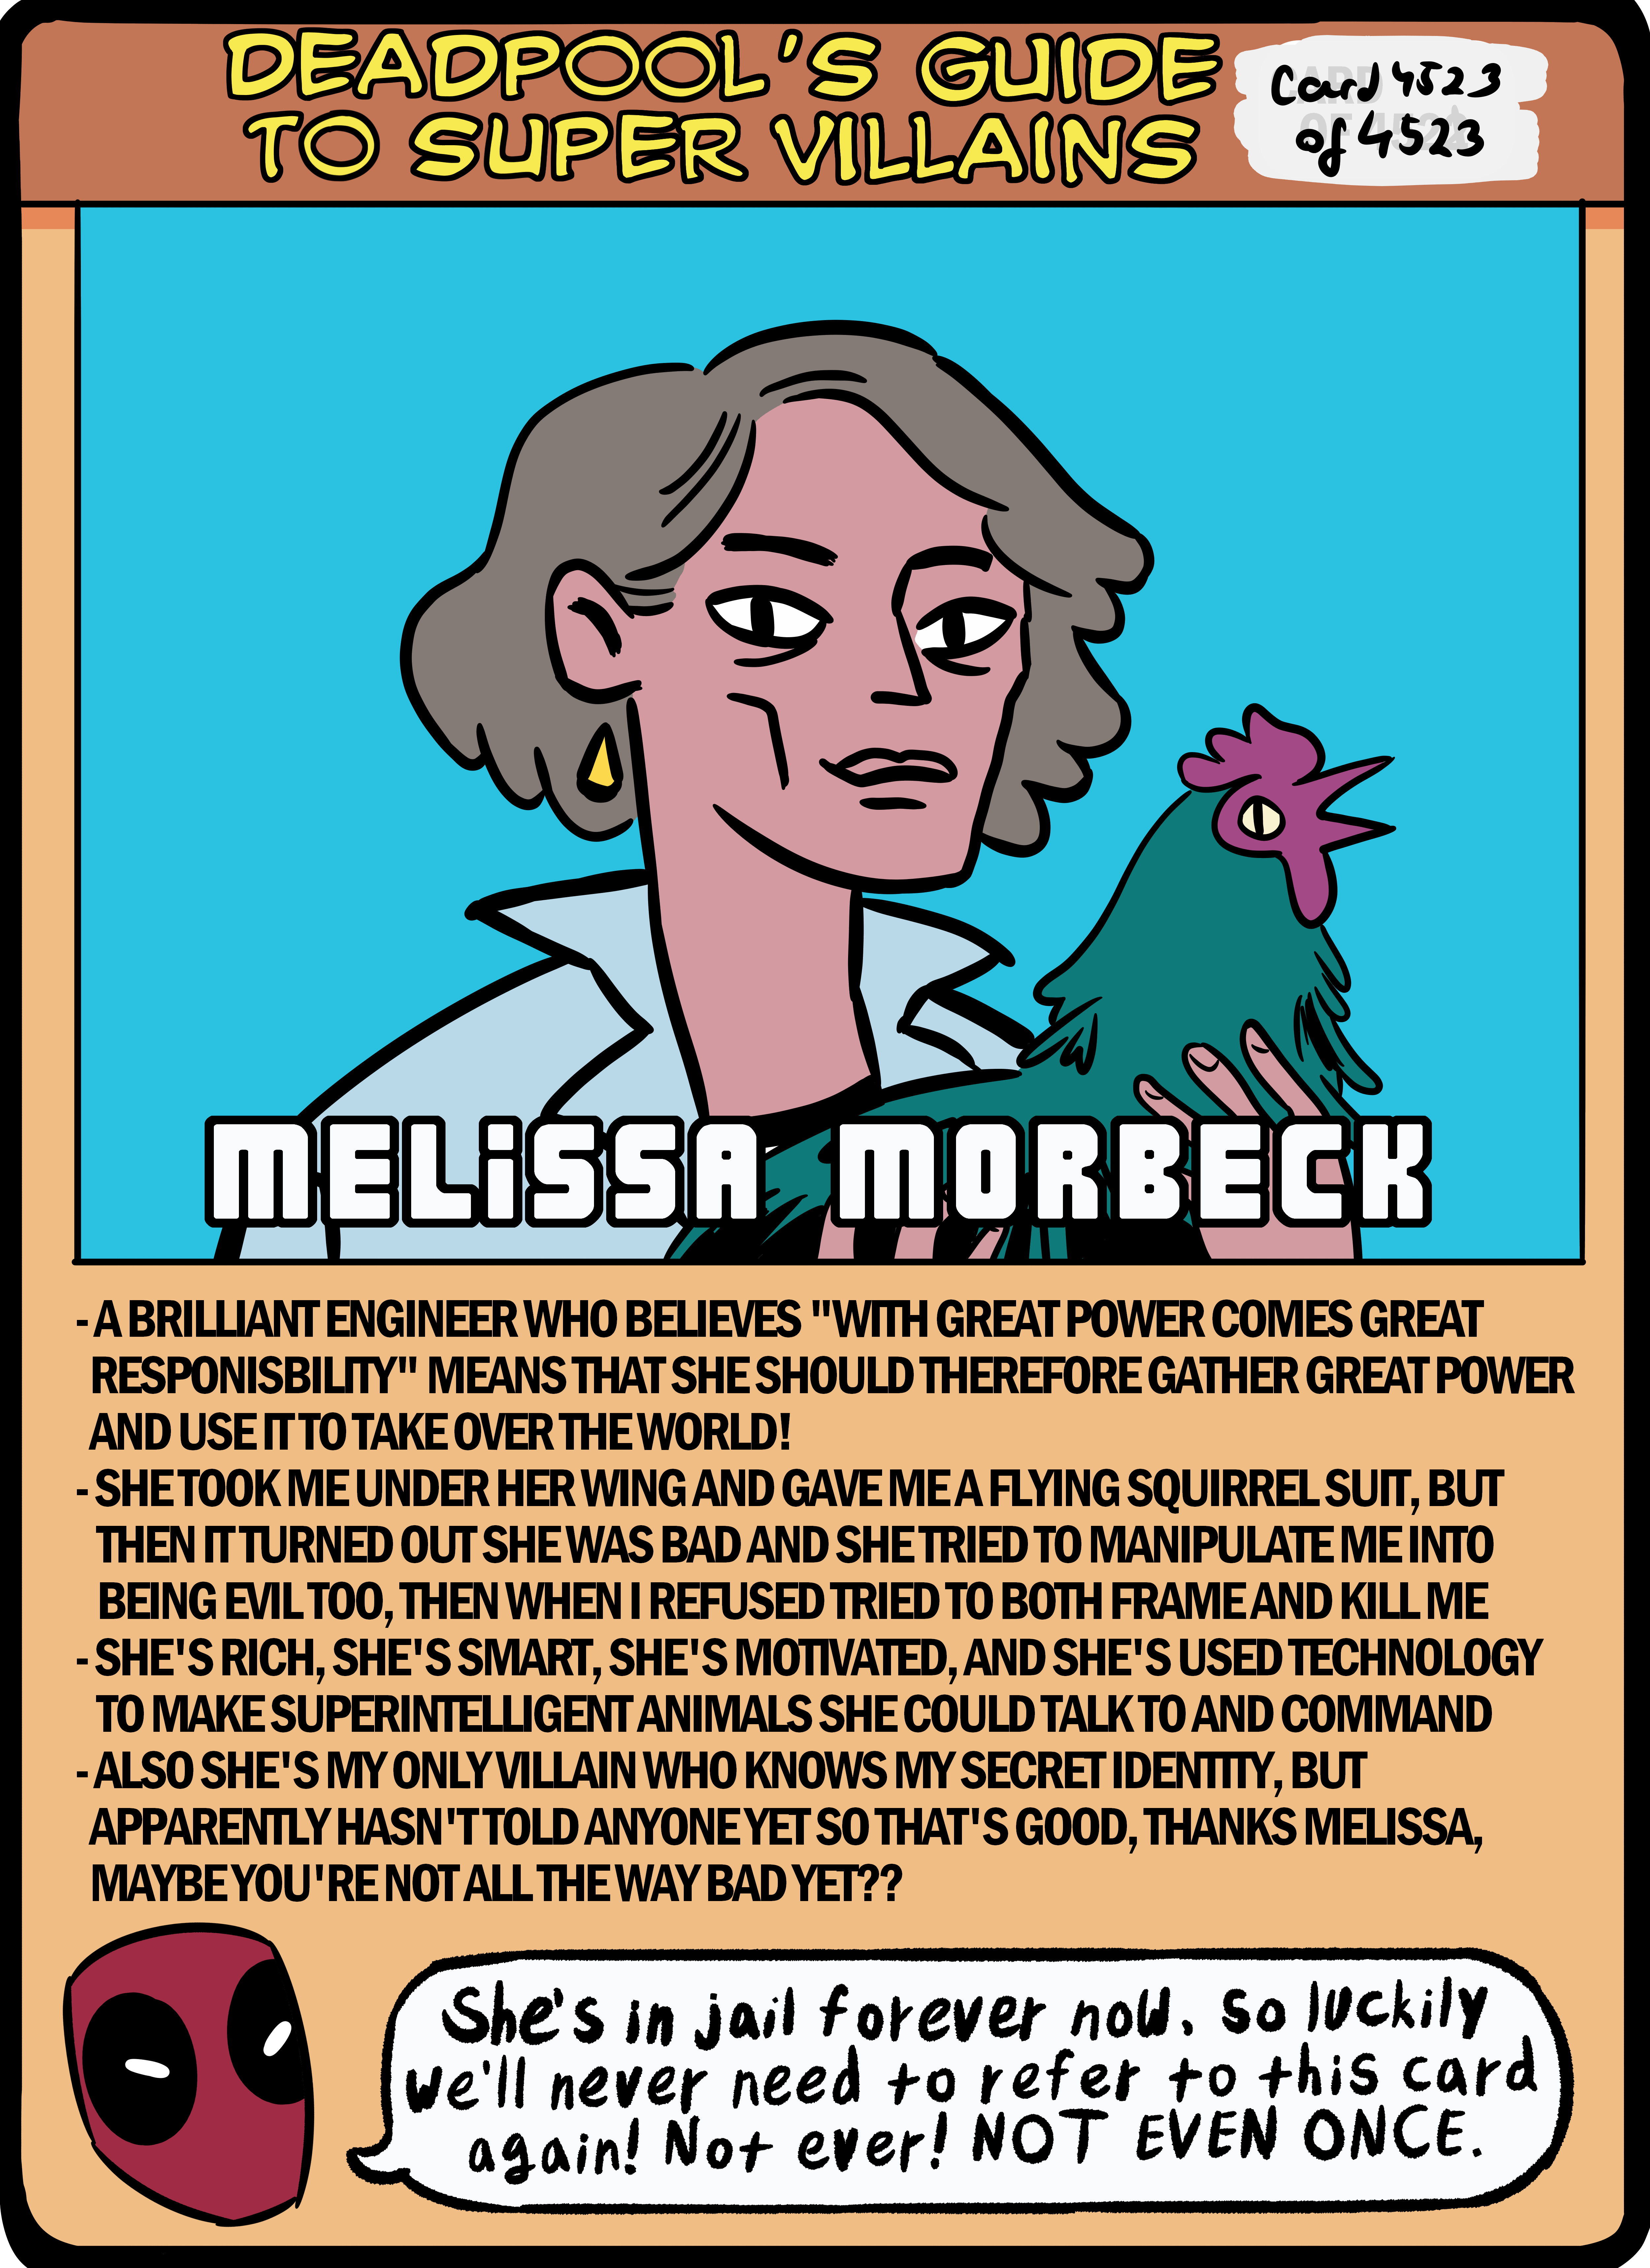 DEADPOOL'S GUIDE
TO SUPER VILLAINS
Card 4523
of 4523
MELISSA MORBECK
- A BRILLIANT ENGINEER WHO BELIEVES "WITH GREAT POWER COMES GREAT
RESPONISBILITY" MEANS THAT SHE SHOULD THEREFORE GATHER GREAT POWER
AND USE IT TO TAKE OVER THE WORLD!
- SHE TOOK ME UNDER HER WING AND GAVE ME A FLYING SQUIRREL SUIT, BUT
THEN IT TURNED OUT SHE WAS BAD AND SHE TRIED TO MANIPULATE ME INTO
BEING EVIL TOO, THEN WHEN I REFUSED TRIED TO BOTH FRAME AND KILL ME
- SHE'S RICH, SHE'S SMART, SHE'S MOTIVATED, AND SHE'S USED TECHNOLOGY
TO MAKE SUPERINTELLIGENT ANIMALS SHE COULD TALK TO AND COMMAND
- ALSO SHE'S MY ONLY VILLAIN WHO KNOWS MY SECRET IDENTITY, BUT
APPARENTLY HASN'T TOLD ANYONE YET SO THAT'S GOOD, THANKS MELISSA,
MAYBE YOU'RE NOT ALL THE WAY BAD YET??
She's in jail forever now. So luckily
we'll never need to refer to this card
again! Not ever! NOT EVEN ONCE.